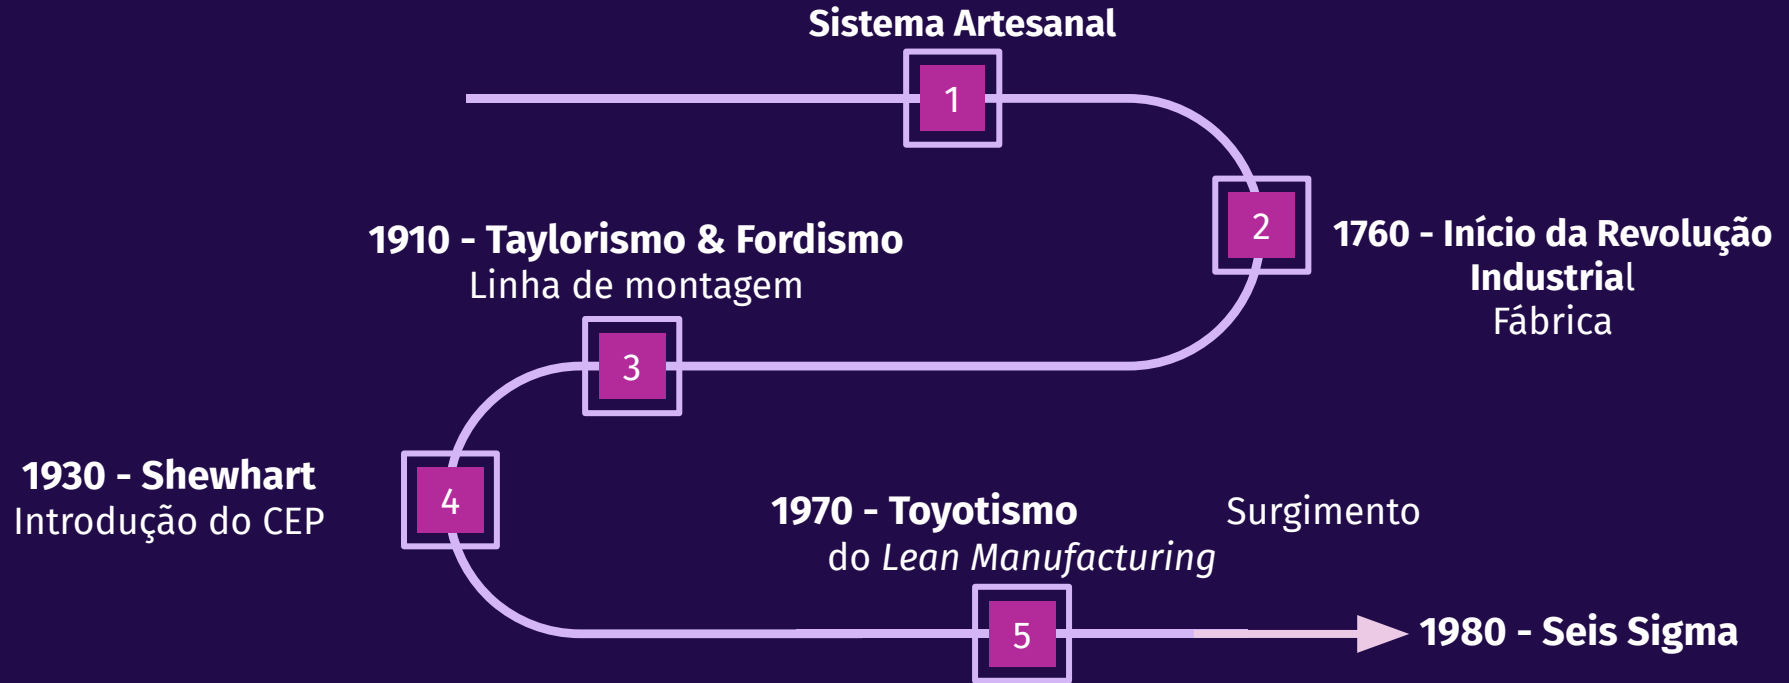 Sistema Artesanal
1
2
1760 - Início da Revolução
Industrial
Fábrica
1910 - Taylorismo & Fordismo
Linha de montagem
3
1930 - Shewhart
Introdução do CEP
4
1970 - Toyotismo Surgimento
do Lean Manufacturing
5
1980 - Seis Sigma